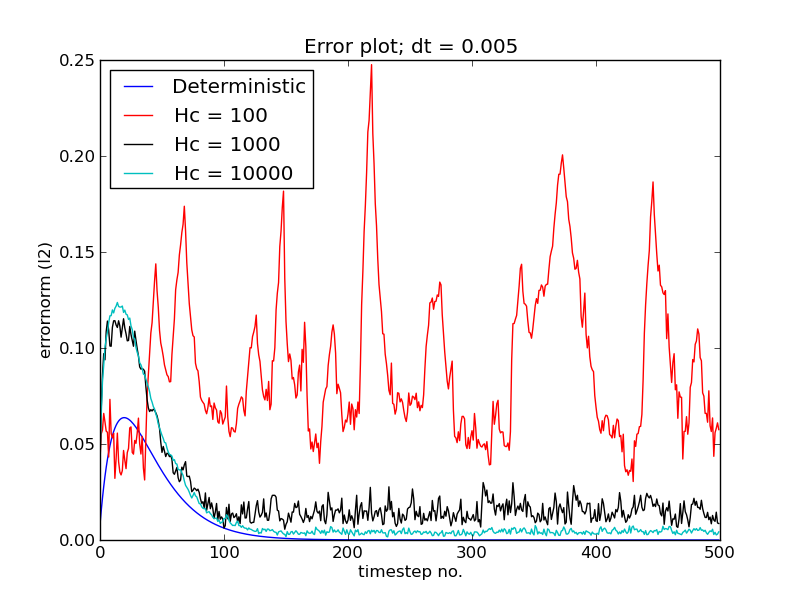 Error plot; dt = 0.005
0.25
0.20
0.15
0.10
0.05
0.00
errornorm (l2)
Deterministic
Hc = 100
Hc = 1000
Hc = 10000
0 100 200 300 400 500
timestep no.